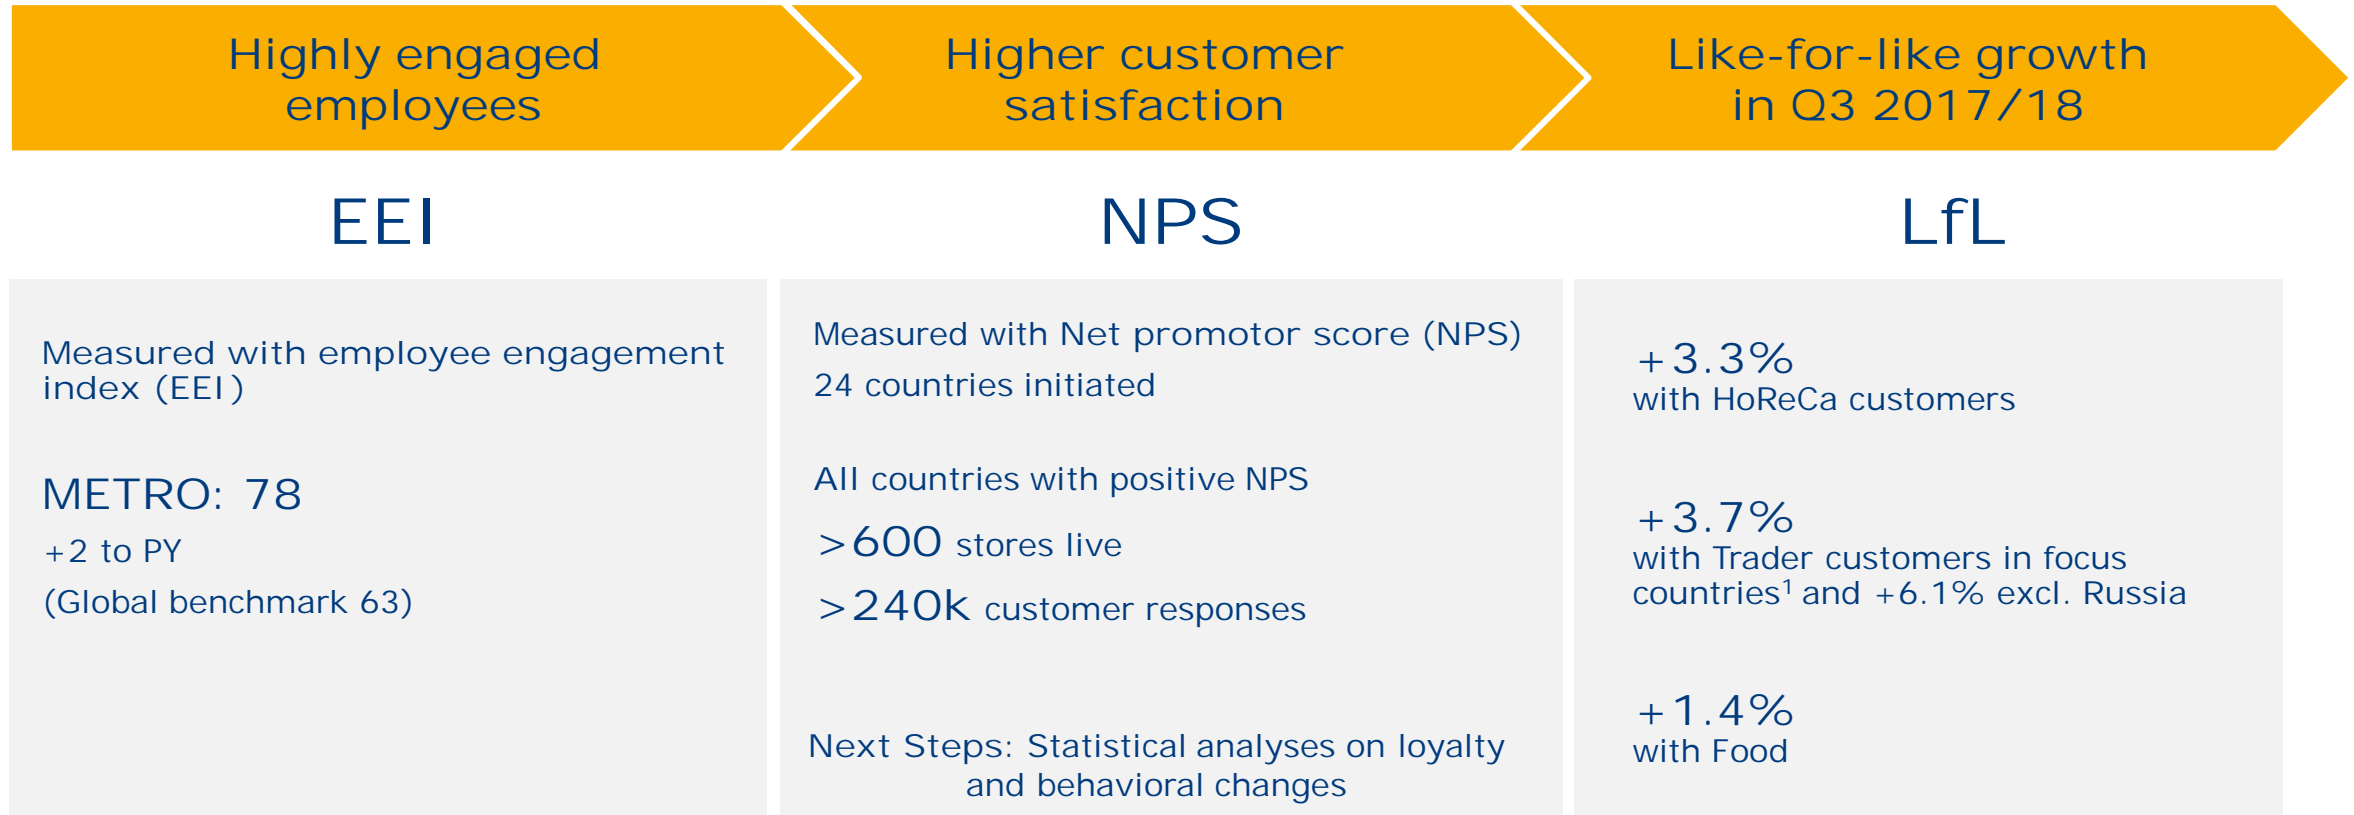 Highly engaged
employees
Higher customer
satisfaction
Like-for-like growth
in Q3 2017/18
EEI
NPS
LfL
Measured with employee engagement
index (EEI)
METRO: 78
+2 to PY
(Global benchmark 63)
Measured with Net promotor score (NPS)
24 countries initiated
All countries with positive NPS
>600 stores live
>240k customer responses
Next Steps: Statistical analyses on loyalty
and behavioral changes
+3.3%
with HoReCa customers
+3.7%
with Trader customers in focus
countries¹ and +6.1% excl. Russia
+1.4%
with Food